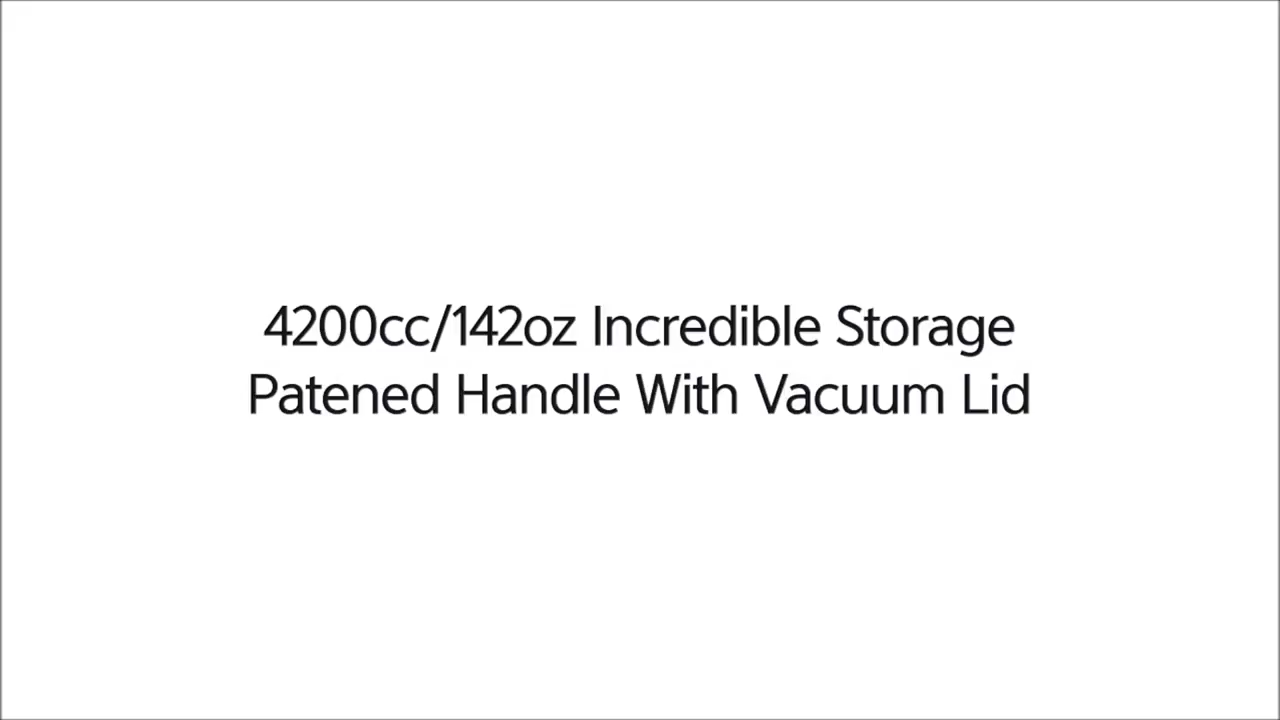 4200cc/142oz Incredible Storage
Patened Handle With Vacuum Lid